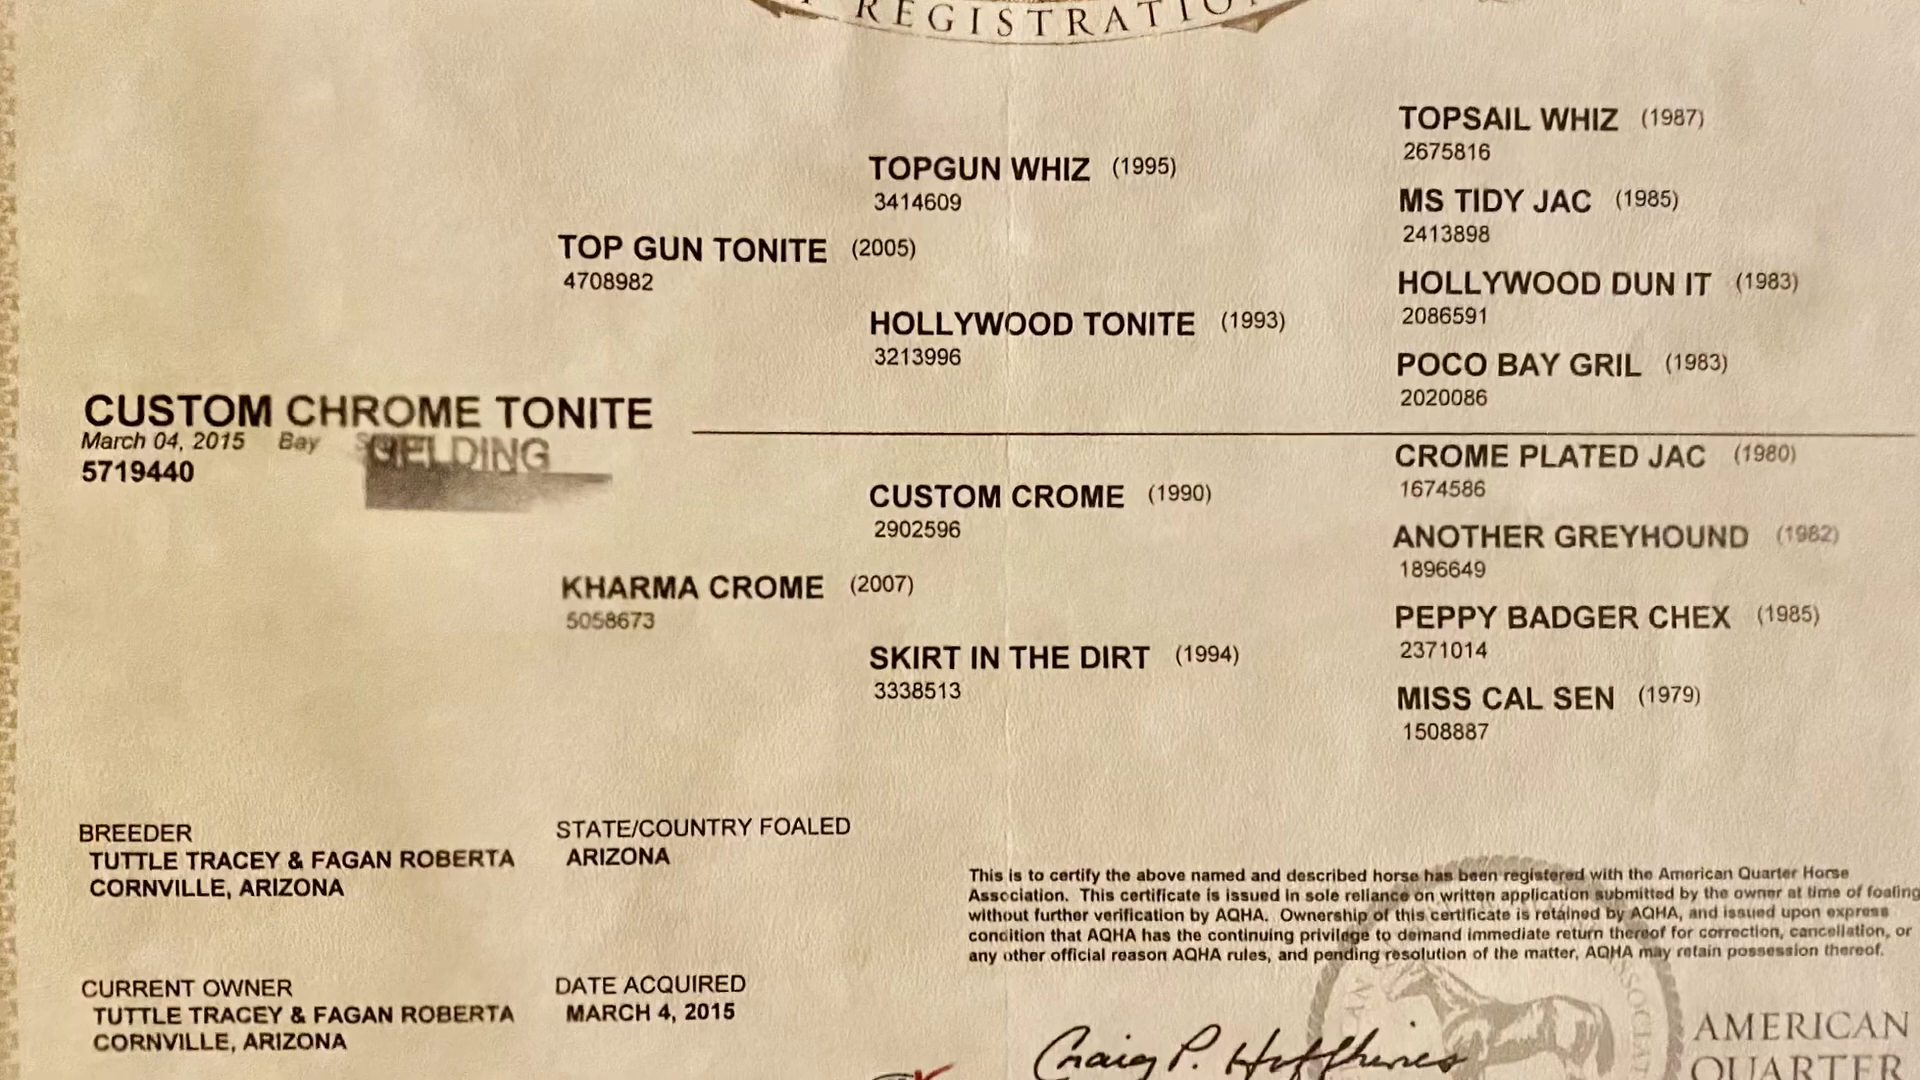 REGISTRATIO
TOPSAIL WHIZ (1987)
2675816
TOPGUN WHIZ (1995)
3414609
MS TIDY JAC (1985)
2413898
TOP GUN TONITE (2005)
4708982
HOLLYWOOD DUN IT (1983)
2086591
HOLLYWOOD TONITE (1993)
3213996
POCO BAY GRIL (1983)
2020086
CUSTOM CHROME TONITE
March 04, 2015 Bay GELDING
5719440
CROME PLATED JAC (1980)
1674586
CUSTOM CROME (1990)
2902596
ANOTHER GREYHOUND (1982)
1896649
KHARMA CROME (2007)
5058673
PEPPY BADGER CHEX (1985)
2371014
SKIRT IN THE DIRT (1994)
3338513
MISS CAL SEN (1979)
1508887
BREEDER
TUTTLE TRACEY & FAGAN ROBERTA
CORNVILLE, ARIZONA
STATE/COUNTRY FOALED
ARIZONA
This is to certify the above named and described horse has been registered with the American Quarter Horse
Association. This certificate is issued in sole reliance on written application submitted by the owner at time of foaling
without further verification by AQHA. Ownership of this certificate is retained by AQHA, and issued upon express
condition that AQHA has the continuing privilege to demand immediate return thereof for correction, cancellation, or
any other official reason AQHA rules, and pending resolution of the matter, AQHA may retain possession thereof.
CURRENT OWNER
TUTTLE TRACEY & FAGAN ROBERTA
CORNVILLE, ARIZONA
DATE ACQUIRED
MARCH 4, 2015
Craig P. Huffhines
AMERICAN
QUARTER